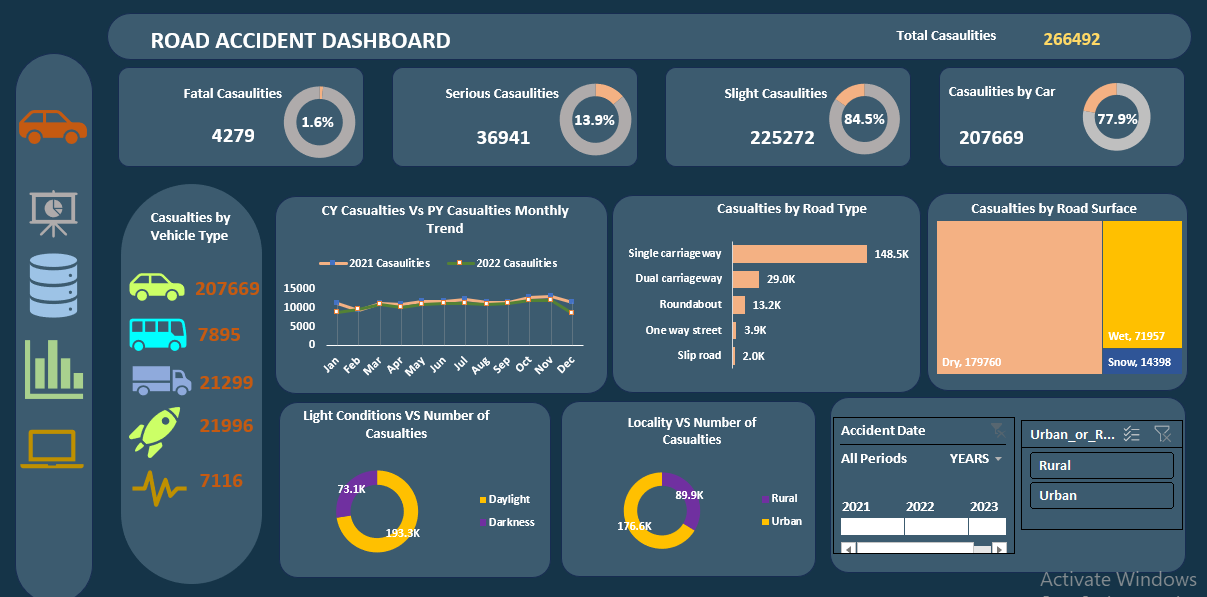 ROAD ACCIDENT DASHBOARD
Total Casaulities
266492
Fatal Casaulities
4279
1.6%
Serious Casaulities
36941
13.9%
Slight Casaulities
225272
84.5%
Casaulities by Car
207669
77.9%
Casualties by
Vehicle Type
207669
7895
21299
21996
7116
CY Casualties Vs PY Casualties Monthly
Trend
2021 Casaulities
2022 Casaulities
15000
10000
5000
0
Jan
Feb
Mar
Apr
May
Jun
Jul
Aug
Sep
Oct
Nov
Dec
Casualties by Road Type
Single carriageway
148.5K
Dual carriageway
29.0K
Roundabout
13.2K
One way street
3.9K
Slip road
2.0K
Casualties by Road Surface
Dry, 179760
Wet, 71957
Snow, 14398
Light Conditions VS Number of
Casualties
73.1K
193.3K
Daylight
Darkness
Locality VS Number of
Casualties
89.9K
176.6K
Rural
Urban
Accident Date
All Periods
YEARS
2021
2022
2023
Urban_or_R...
Rural
Urban
Activate Windows